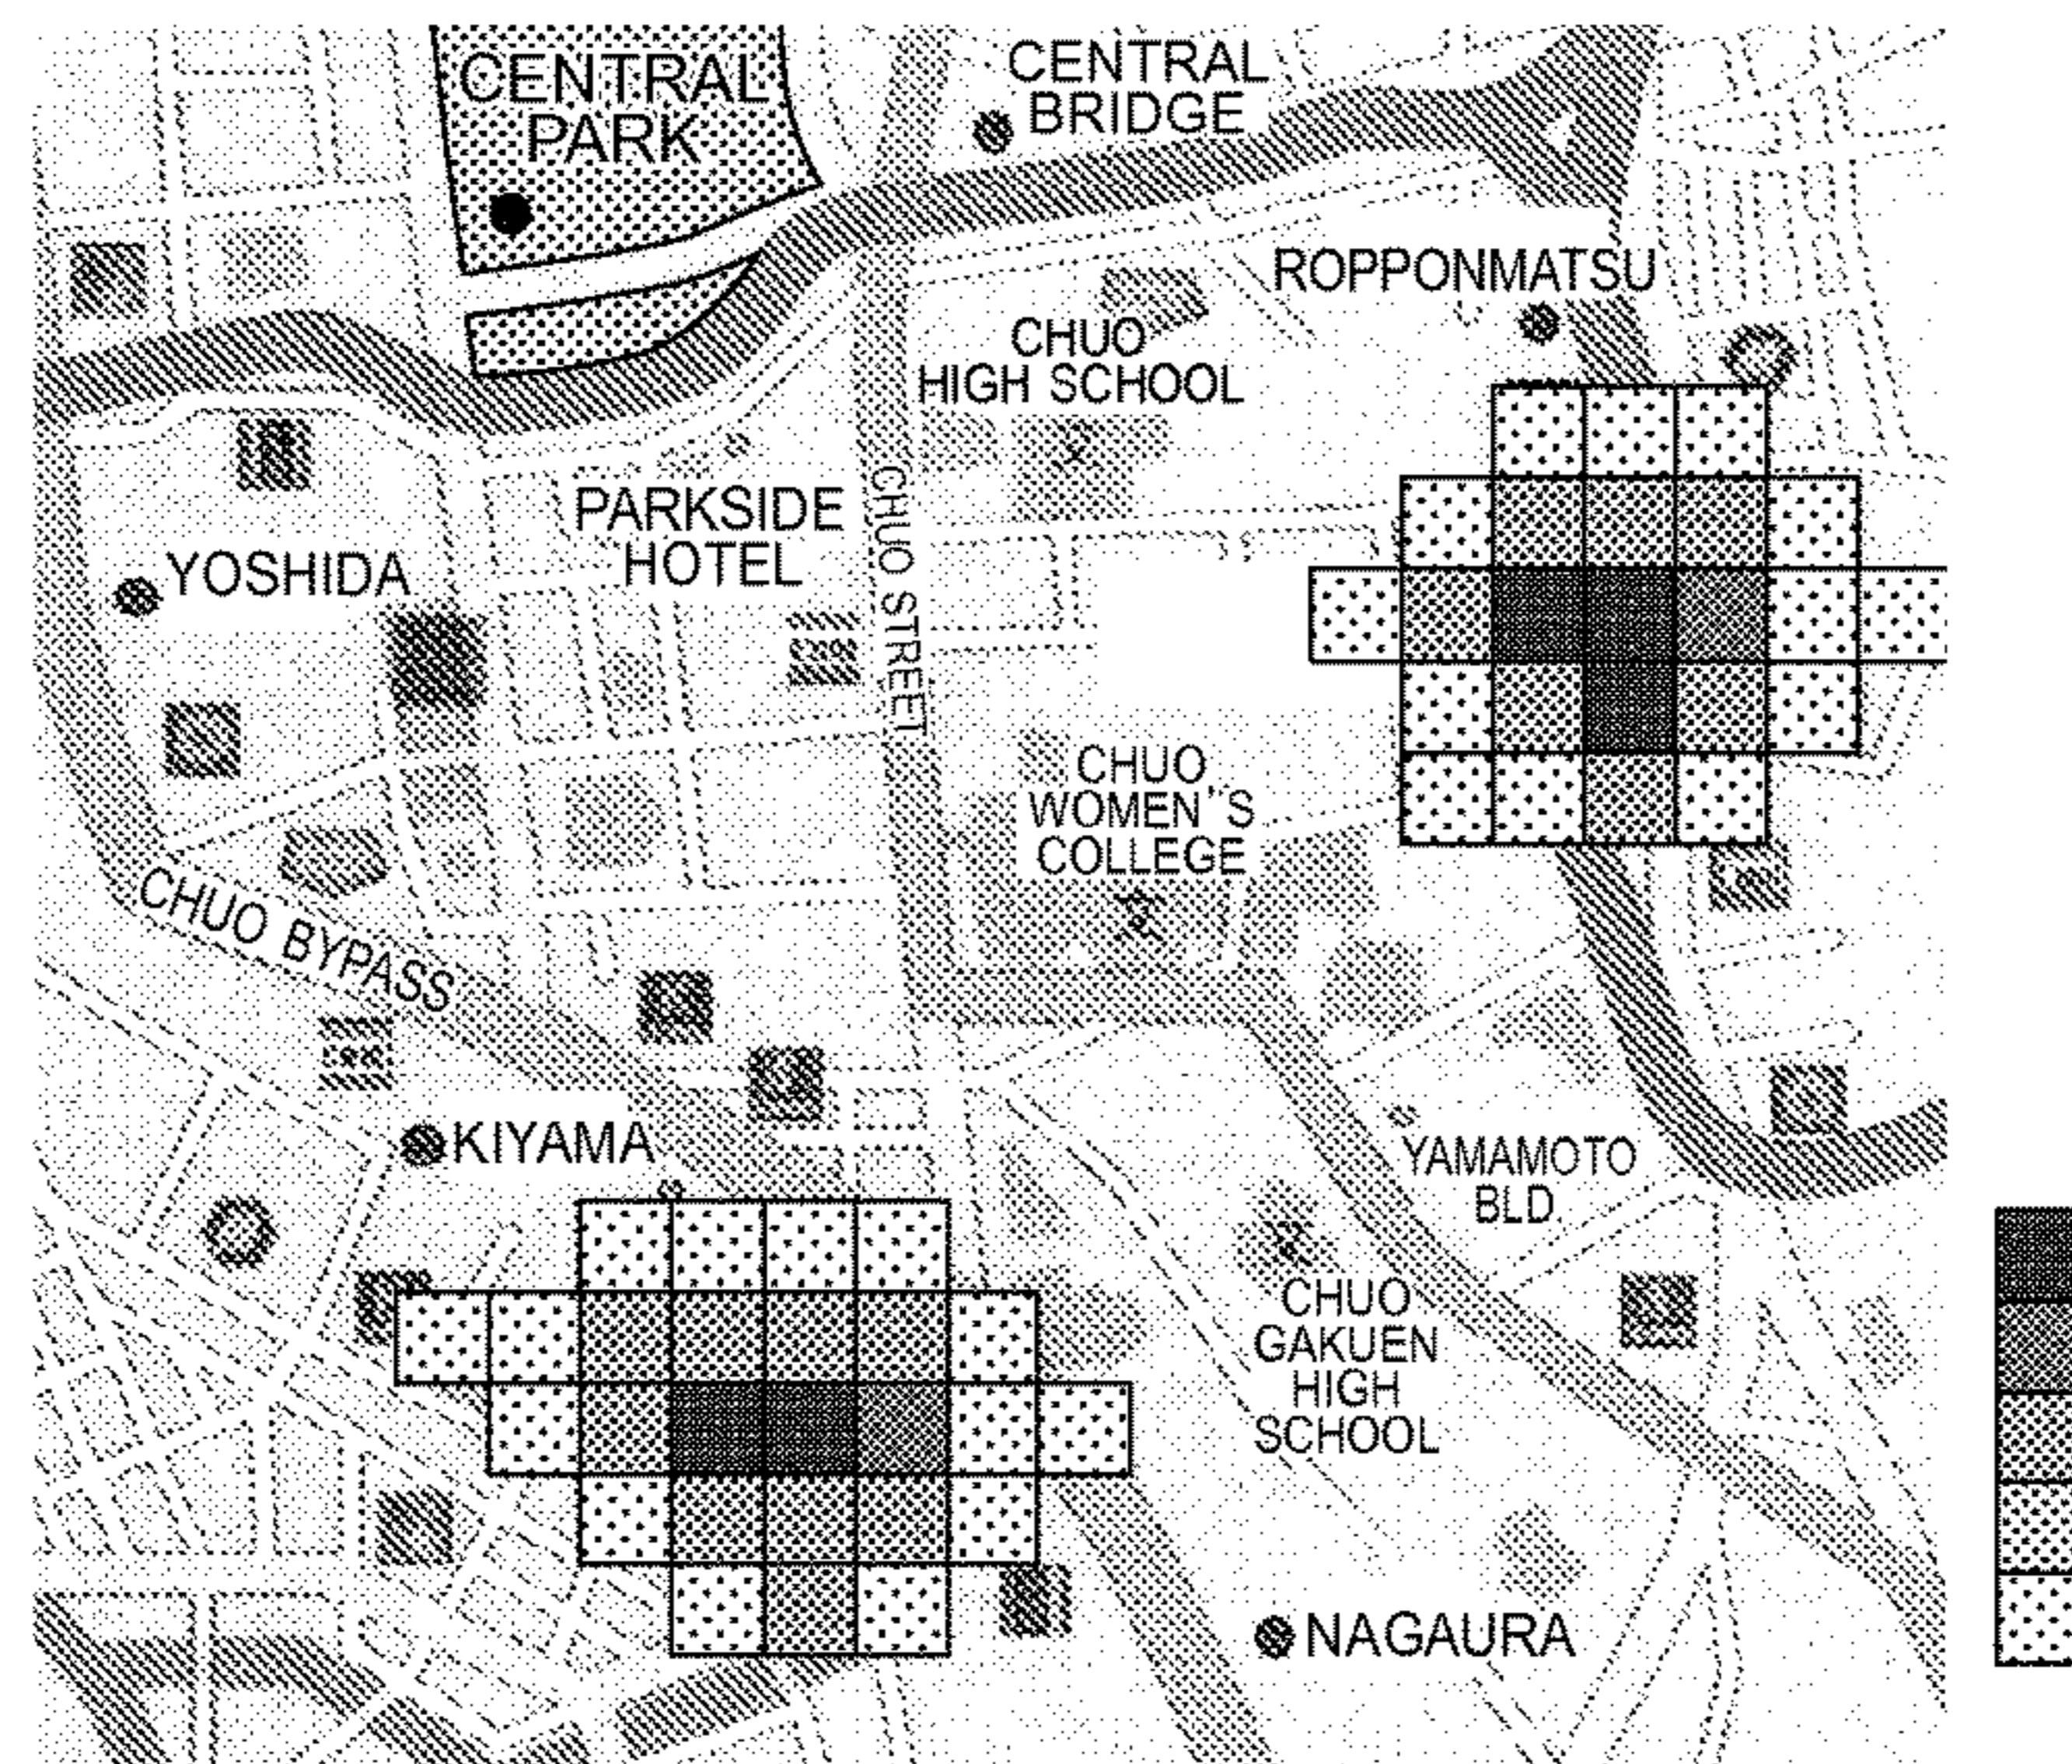 CENTRAL
PARK
CENTRAL
BRIDGE
ROPPONMATSU
CHUO
HIGH SCHOOL
PARKSIDE
HOTEL
CHUO STREET
YOSHIDA
CHUO
WOMEN'S
COLLEGE
CHUO BYPASS
KIYAMA
YAMAMOTO
BLD.
CHUO
GAKUEN
HIGH
SCHOOL
NAGAURA